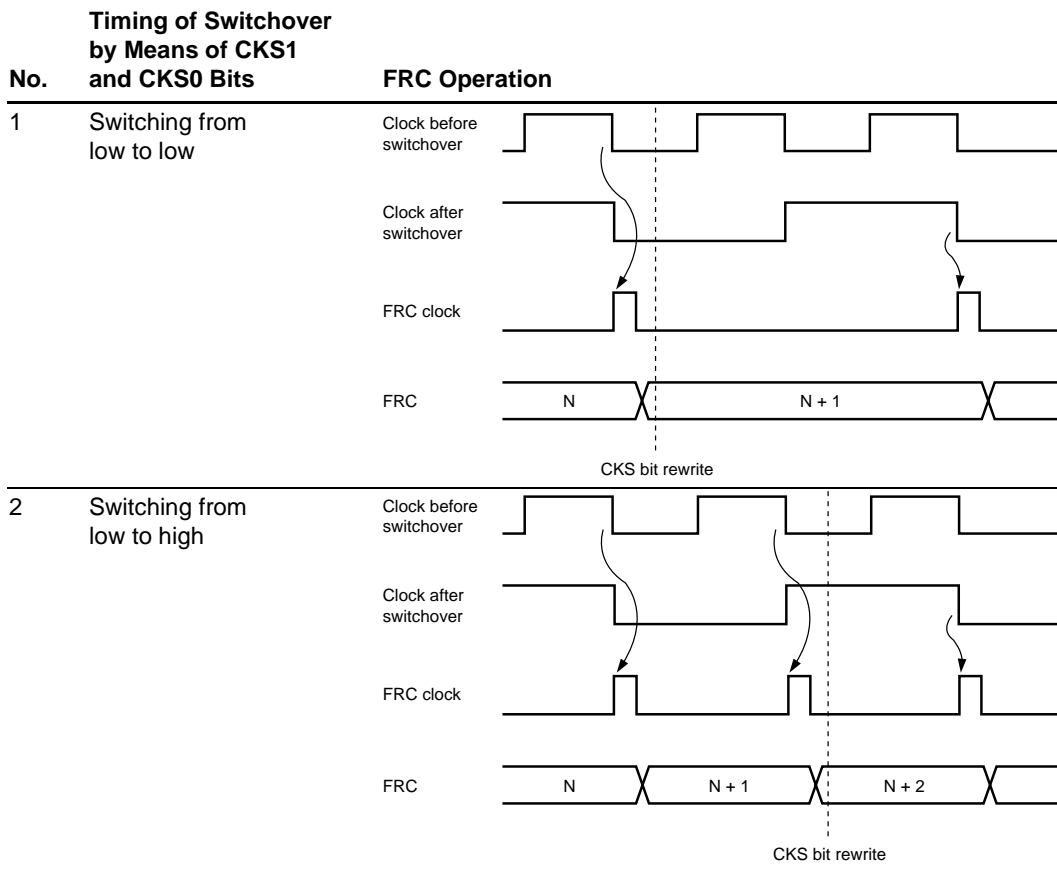 No.
Timing of Switchover
by Means of CKS1
and CKS0 Bits
FRC Operation
1
Switching from
low to low
Clock before
switchover
Clock after
switchover
FRC clock
FRC
N
N + 1
CKS bit rewrite
2
Switching from
low to high
Clock before
switchover
Clock after
switchover
FRC clock
FRC
N
N + 1
N + 2
CKS bit rewrite